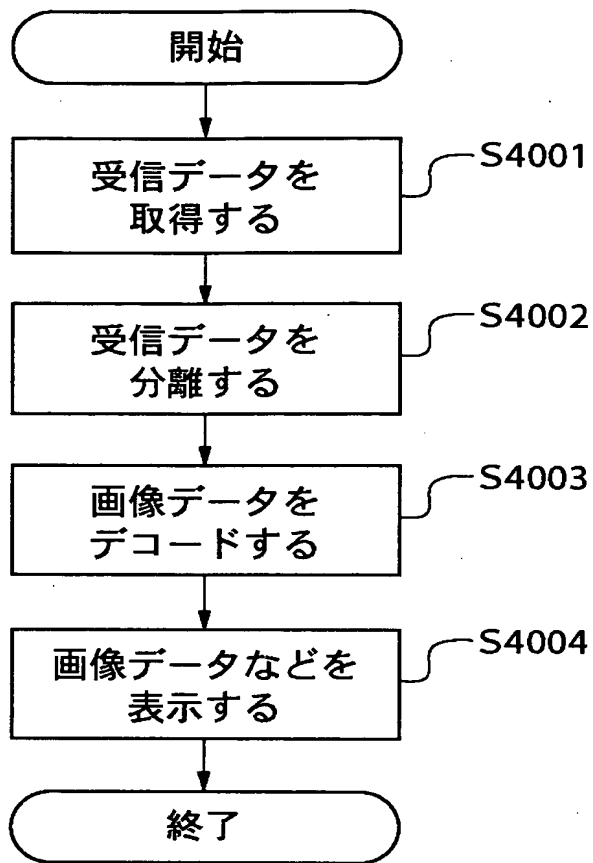 開始
受信データを
取得する
S4001
受信データを
分離する
S4002
画像データを
デコードする
S4003
画像データなどを
表示する
S4004
終了